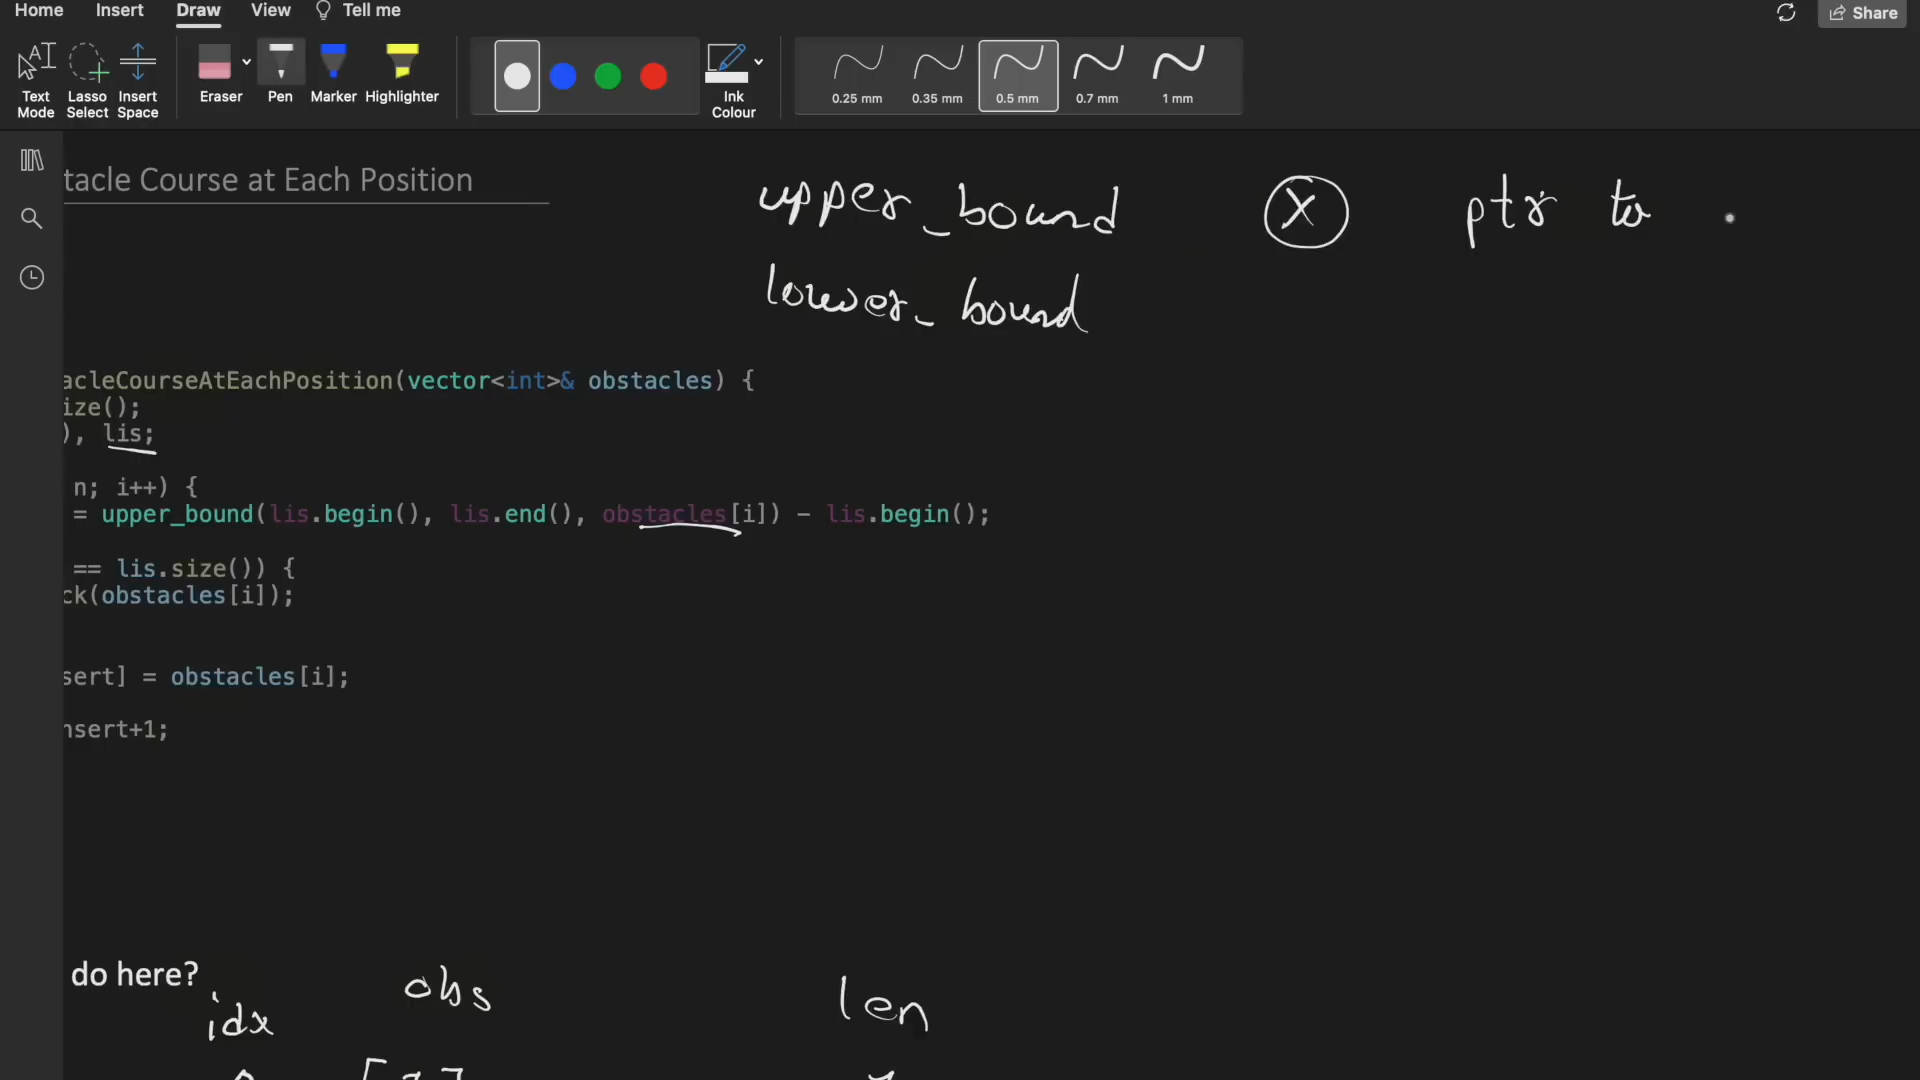 Home Insert Draw View Tell me Share
Text Mode Lasso Select Insert Space Eraser Pen Marker Highlighter Ink Colour 0.25 mm 0.35 mm 0.5 mm 0.7 mm 1 mm
tacle Course at Each Position
upper_bound X ptr to
lower_bound
acleCourseAtEachPosition(vector<int>& obstacles) {
ize();
), lis;
n; i++) {
= upper_bound(lis.begin(), lis.end(), obstacles[i]) - lis.begin();
== lis.size()) {
ck(obstacles[i]);
sert] = obstacles[i];
nsert+1;
do here?
idx obs len